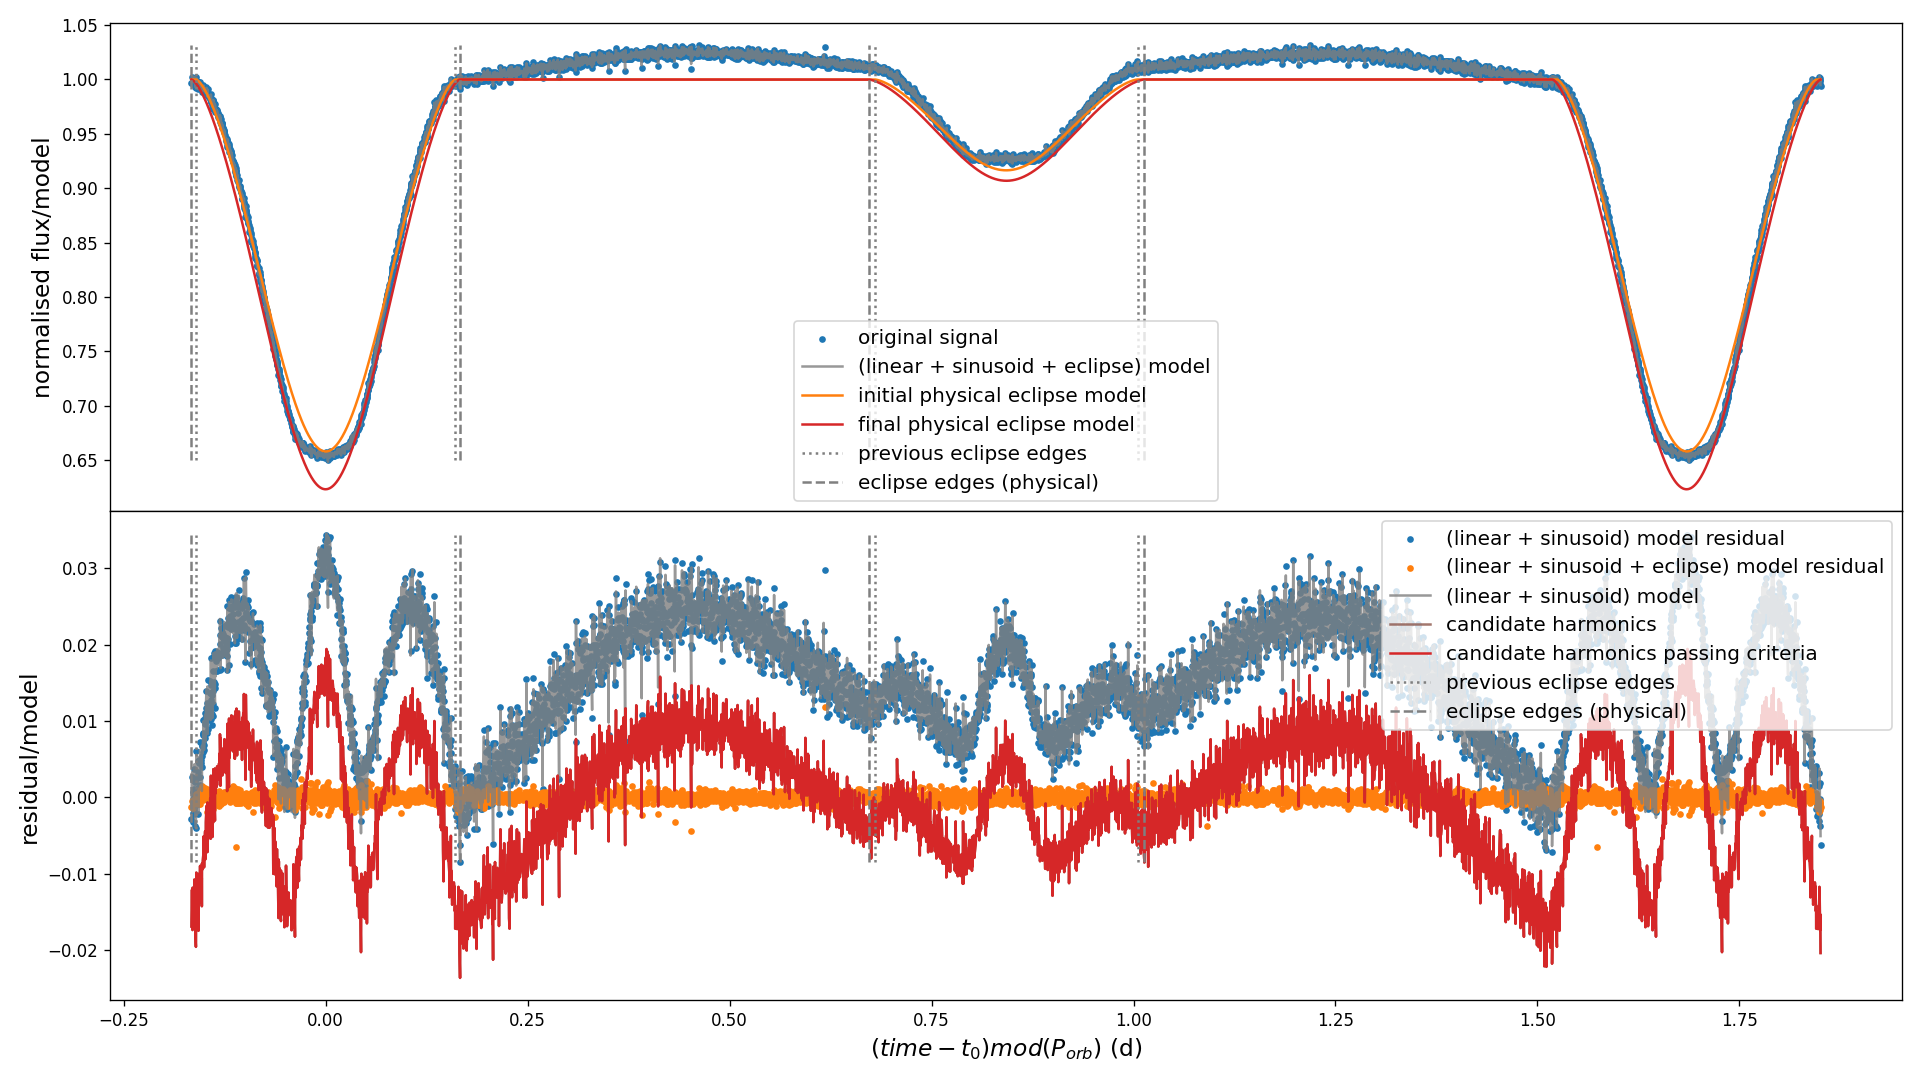 normalised flux/model
1.05
1.00
0.95
0.90
0.85
0.80
0.75
0.70
0.65
original signal
(linear + sinusoid + eclipse) model
initial physical eclipse model
final physical eclipse model
previous eclipse edges
eclipse edges (physical)
residual/model
0.03
0.02
0.01
0.00
−0.01
−0.02
(linear + sinusoid) model residual
(linear + sinusoid + eclipse) model residual
(linear + sinusoid) model
candidate harmonics
candidate harmonics passing criteria
previous eclipse edges
eclipse edges (physical)
−0.25 0.00 0.25 0.50 0.75 1.00 1.25 1.50 1.75
(time − t₀)mod(P_orb) (d)